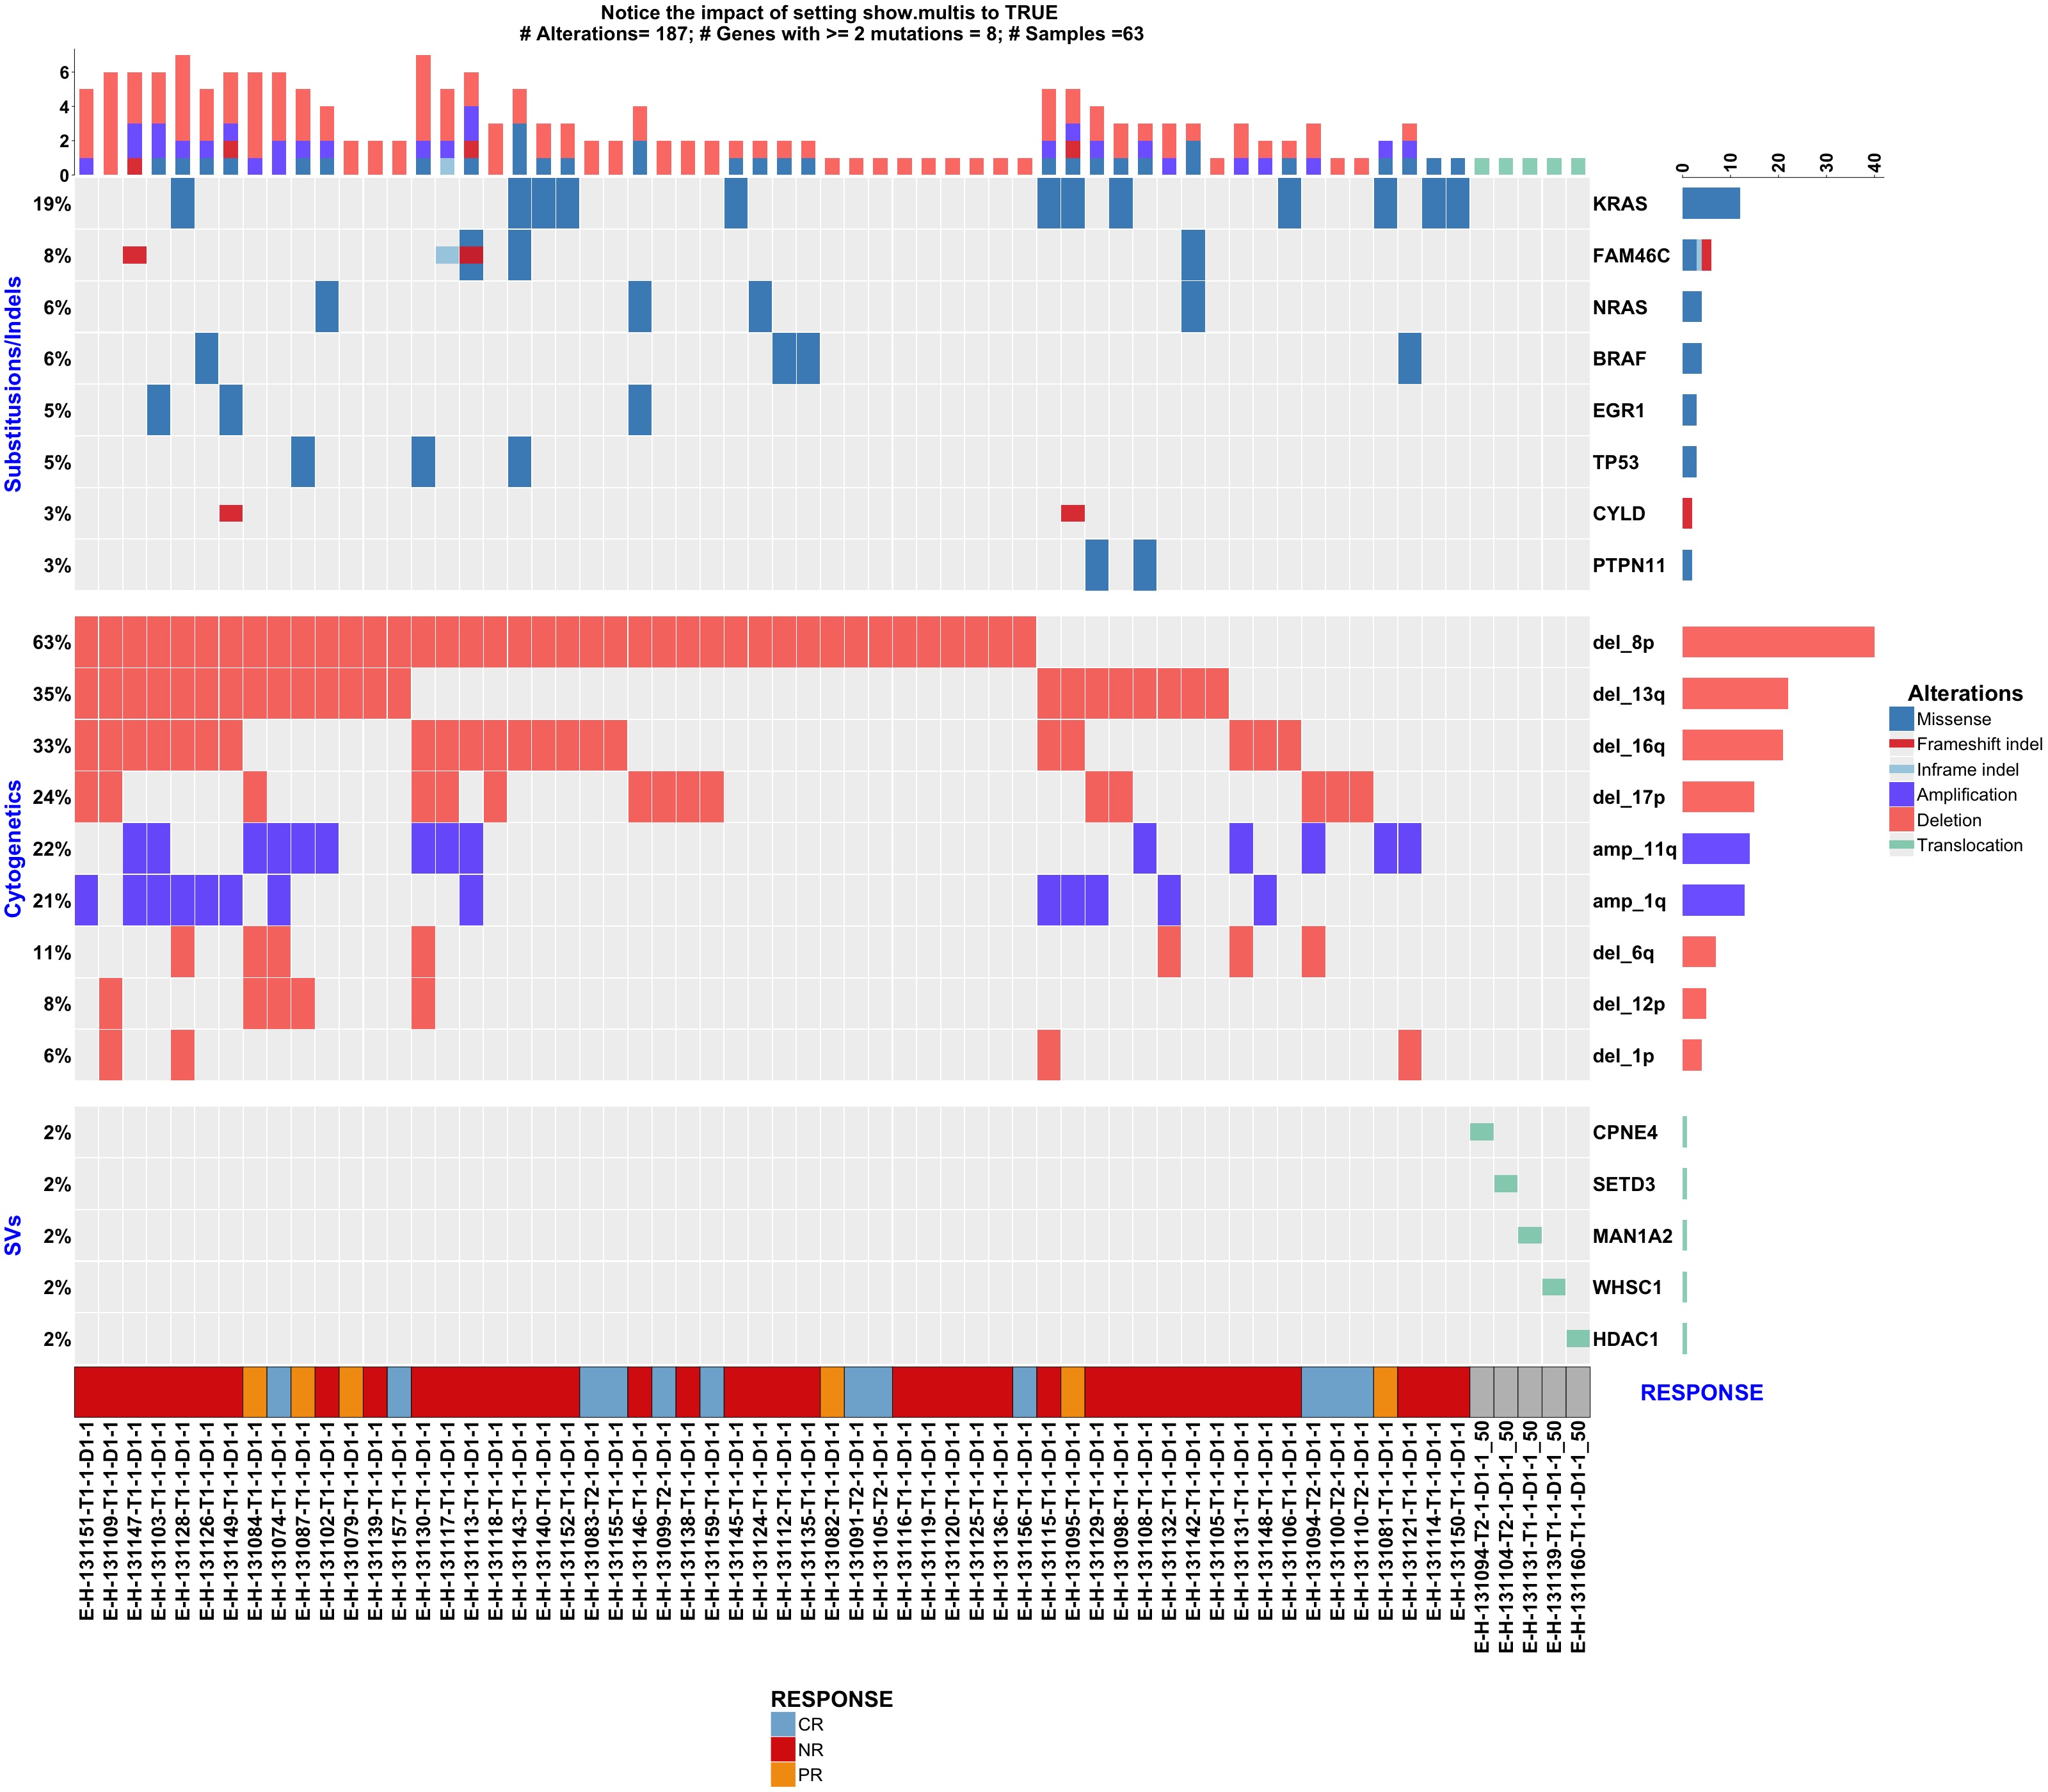 Notice the impact of setting show.multis to TRUE
# Alterations= 187; # Genes with >= 2 mutations = 8; # Samples =63
6
4
2
0
0 10 20 30 40
Substitusions/Indels
19% KRAS
8% FAM46C
6% NRAS
6% BRAF
5% EGR1
5% TP53
3% CYLD
3% PTPN11
Cytogenetics
63% del_8p
35% del_13q
33% del_16q
24% del_17p
22% amp_11q
21% amp_1q
11% del_6q
8% del_12p
6% del_1p
Alterations
Missense
Frameshift indel
Inframe indel
Amplification
Deletion
Translocation
SVs
2% CPNE4
2% SETD3
2% MAN1A2
2% WHSC1
2% HDAC1
RESPONSE
E-H-131151-T1-1-D1-1
E-H-131109-T1-1-D1-1
E-H-131147-T1-1-D1-1
E-H-131103-T1-1-D1-1
E-H-131128-T1-1-D1-1
E-H-131126-T1-1-D1-1
E-H-131149-T1-1-D1-1
E-H-131084-T1-1-D1-1
E-H-131074-T1-1-D1-1
E-H-131087-T1-1-D1-1
E-H-131102-T1-1-D1-1
E-H-131079-T1-1-D1-1
E-H-131139-T1-1-D1-1
E-H-131157-T1-1-D1-1
E-H-131130-T1-1-D1-1
E-H-131117-T1-1-D1-1
E-H-131113-T1-1-D1-1
E-H-131118-T1-1-D1-1
E-H-131143-T1-1-D1-1
E-H-131140-T1-1-D1-1
E-H-131152-T1-1-D1-1
E-H-131083-T2-1-D1-1
E-H-131155-T1-1-D1-1
E-H-131146-T1-1-D1-1
E-H-131099-T2-1-D1-1
E-H-131138-T1-1-D1-1
E-H-131159-T1-1-D1-1
E-H-131145-T1-1-D1-1
E-H-131124-T1-1-D1-1
E-H-131112-T1-1-D1-1
E-H-131135-T1-1-D1-1
E-H-131082-T1-1-D1-1
E-H-131091-T2-1-D1-1
E-H-131105-T2-1-D1-1
E-H-131116-T1-1-D1-1
E-H-131119-T1-1-D1-1
E-H-131120-T1-1-D1-1
E-H-131125-T1-1-D1-1
E-H-131136-T1-1-D1-1
E-H-131156-T1-1-D1-1
E-H-131115-T1-1-D1-1
E-H-131095-T1-1-D1-1
E-H-131129-T1-1-D1-1
E-H-131098-T1-1-D1-1
E-H-131108-T1-1-D1-1
E-H-131132-T1-1-D1-1
E-H-131142-T1-1-D1-1
E-H-131105-T1-1-D1-1
E-H-131131-T1-1-D1-1
E-H-131148-T1-1-D1-1
E-H-131106-T1-1-D1-1
E-H-131094-T2-1-D1-1
E-H-131100-T2-1-D1-1
E-H-131110-T2-1-D1-1
E-H-131081-T1-1-D1-1
E-H-131121-T1-1-D1-1
E-H-131114-T1-1-D1-1
E-H-131150-T1-1-D1-1
E-H-131094-T2-1-D1-1_50
E-H-131104-T2-1-D1-1_50
E-H-131131-T1-1-D1-1_50
E-H-131139-T1-1-D1-1_50
E-H-131160-T1-1-D1-1_50
RESPONSE
CR
NR
PR